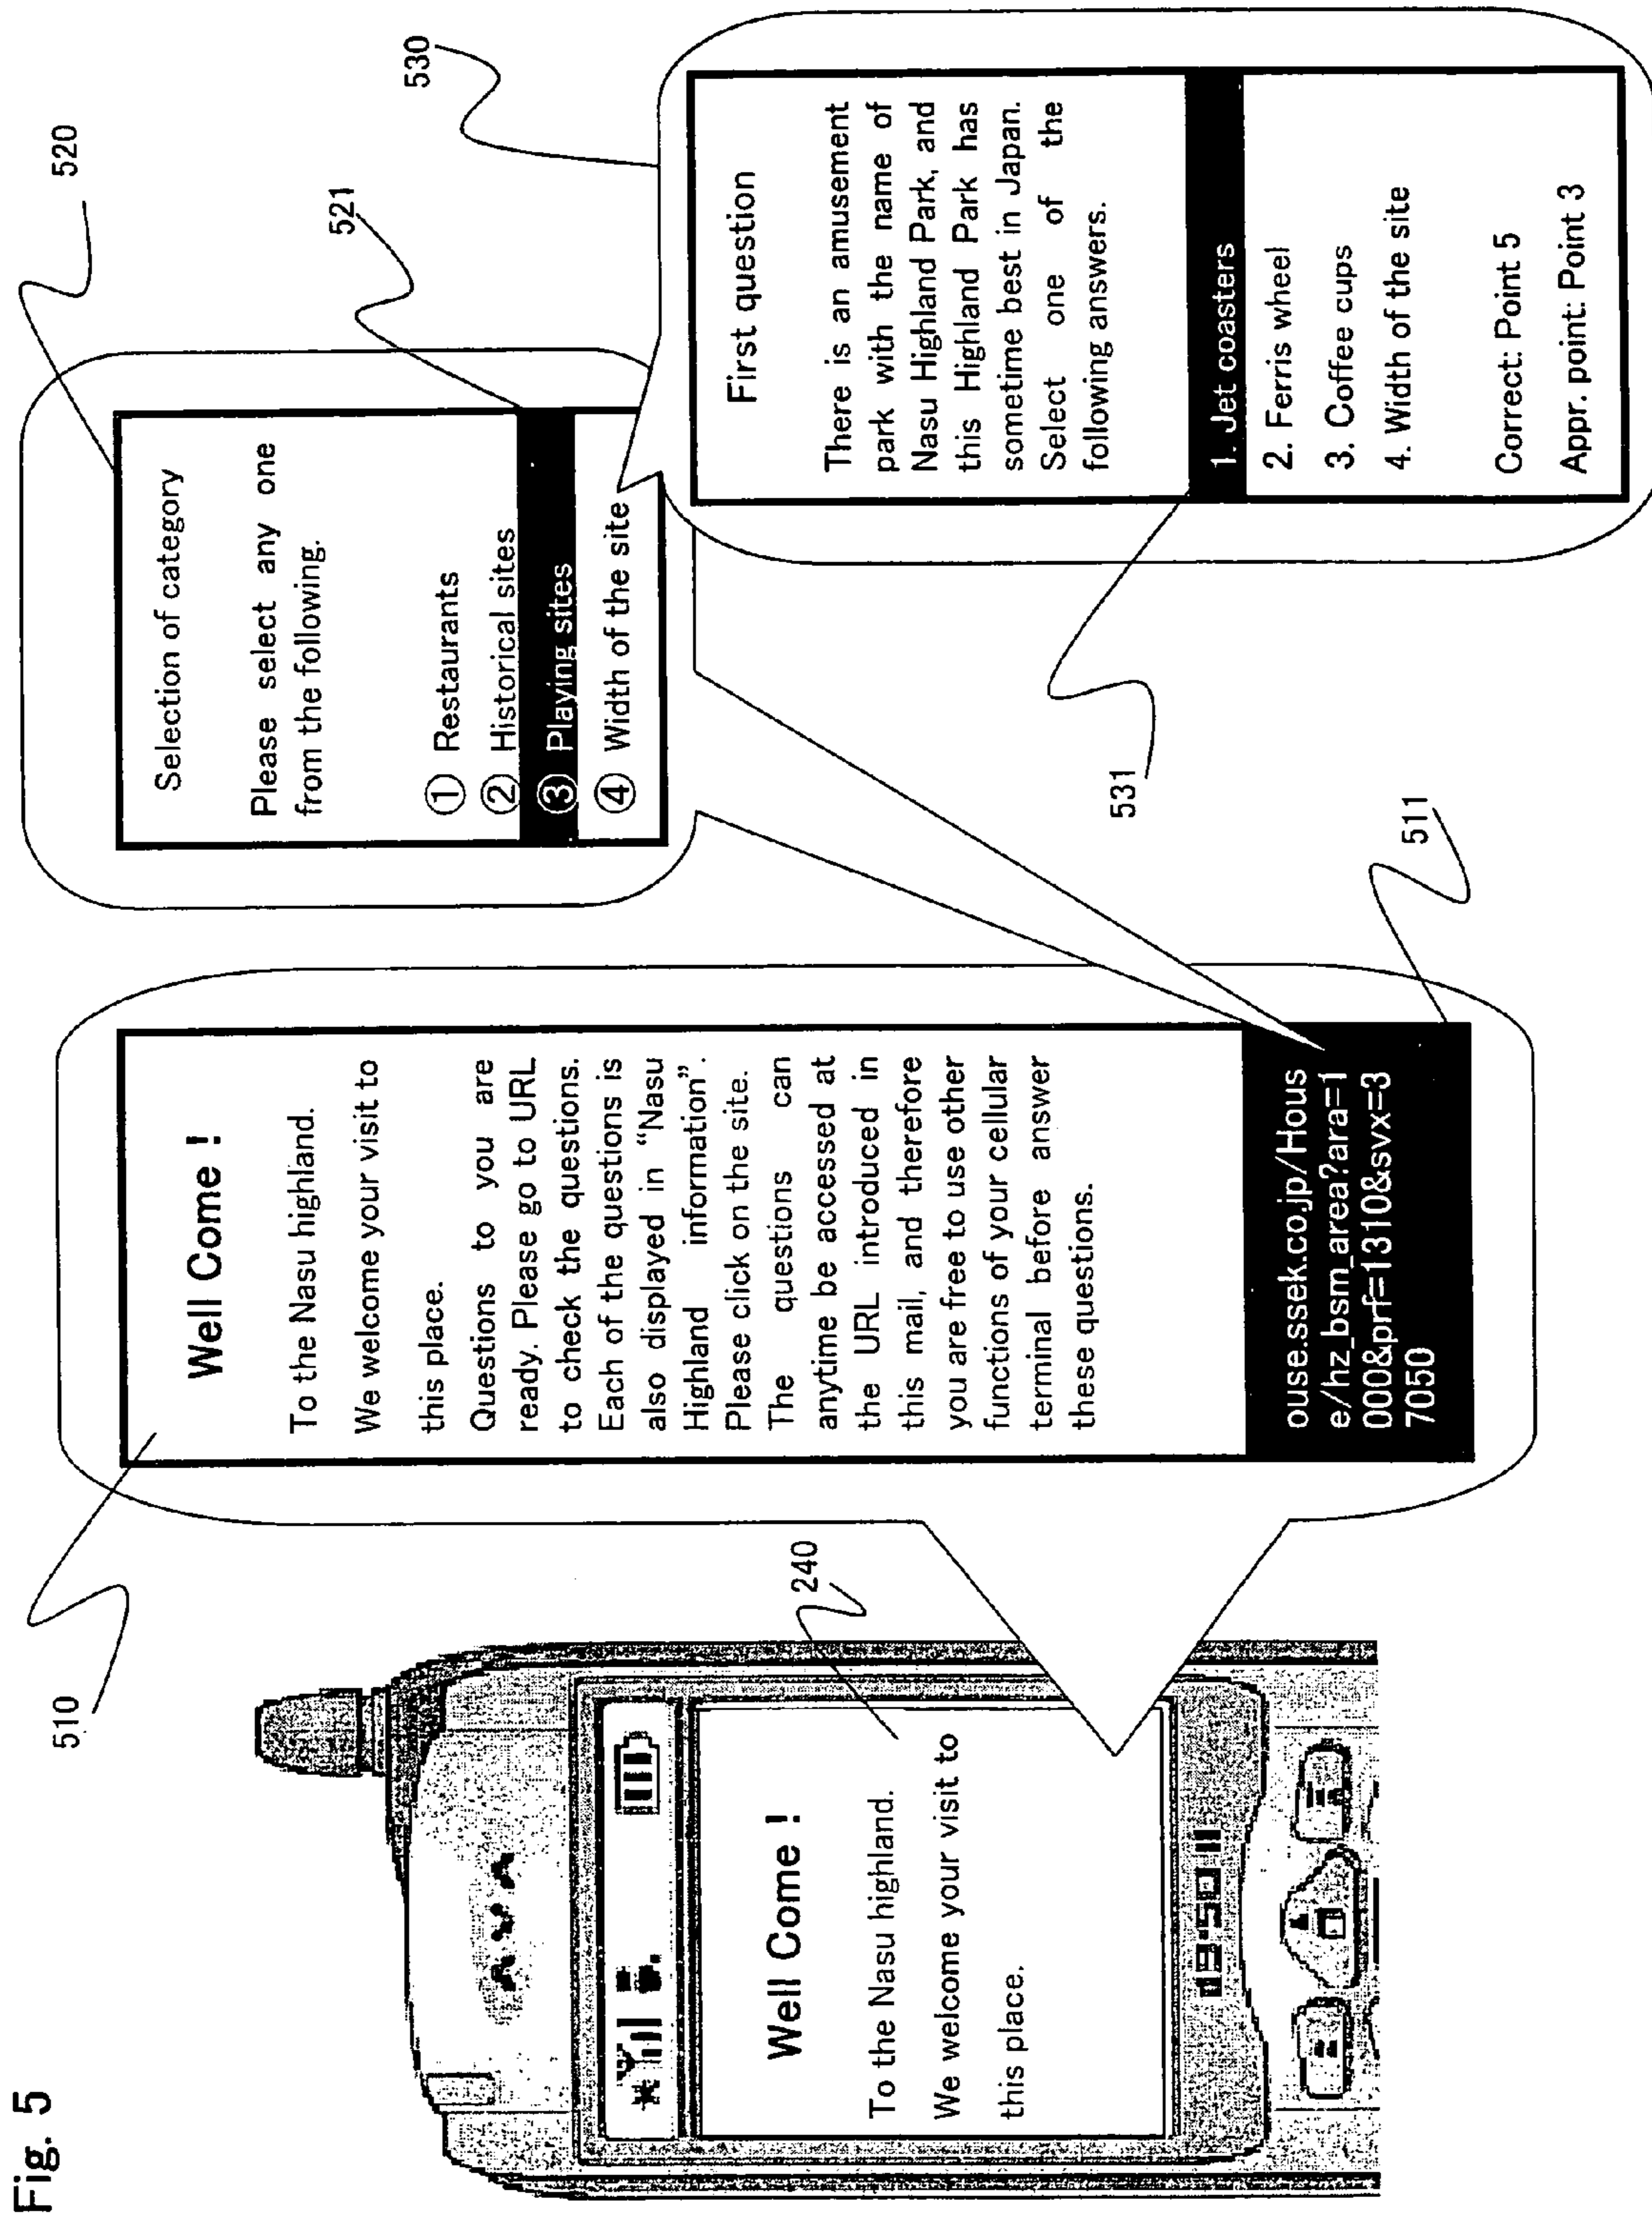 Fig. 5
510
Well Come !
To the Nasu highland.
We welcome your visit to
this place.
240
Well Come !
To the Nasu highland.
We welcome your visit to
this place.
Questions to you are
ready. Please go to URL
to check the questions.
Each of the questions is
also displayed in “Nasu
Highland information”.
Please click on the site.
The questions can
anytime be accessed at
the URL introduced in
this mail, and therefore
you are free to use other
functions of your cellular
terminal before answer
these questions.
ouse.ssek.co.jp/Hous
e/hz_bsm_area?ara=1
000&prf=1310&svx=3
7050
511
520
Selection of category
Please select any one
from the following.
① Restaurants
② Historical sites
③ Playing sites
④ Width of the site
521
530
First question
There is an amusement
park with the name of
Nasu Highland Park, and
this Highland Park has
sometime best in Japan.
Select one of the
following answers.
1. Jet coasters
2. Ferris wheel
3. Coffee cups
4. Width of the site
Correct: Point 5
Appr. point: Point 3
531